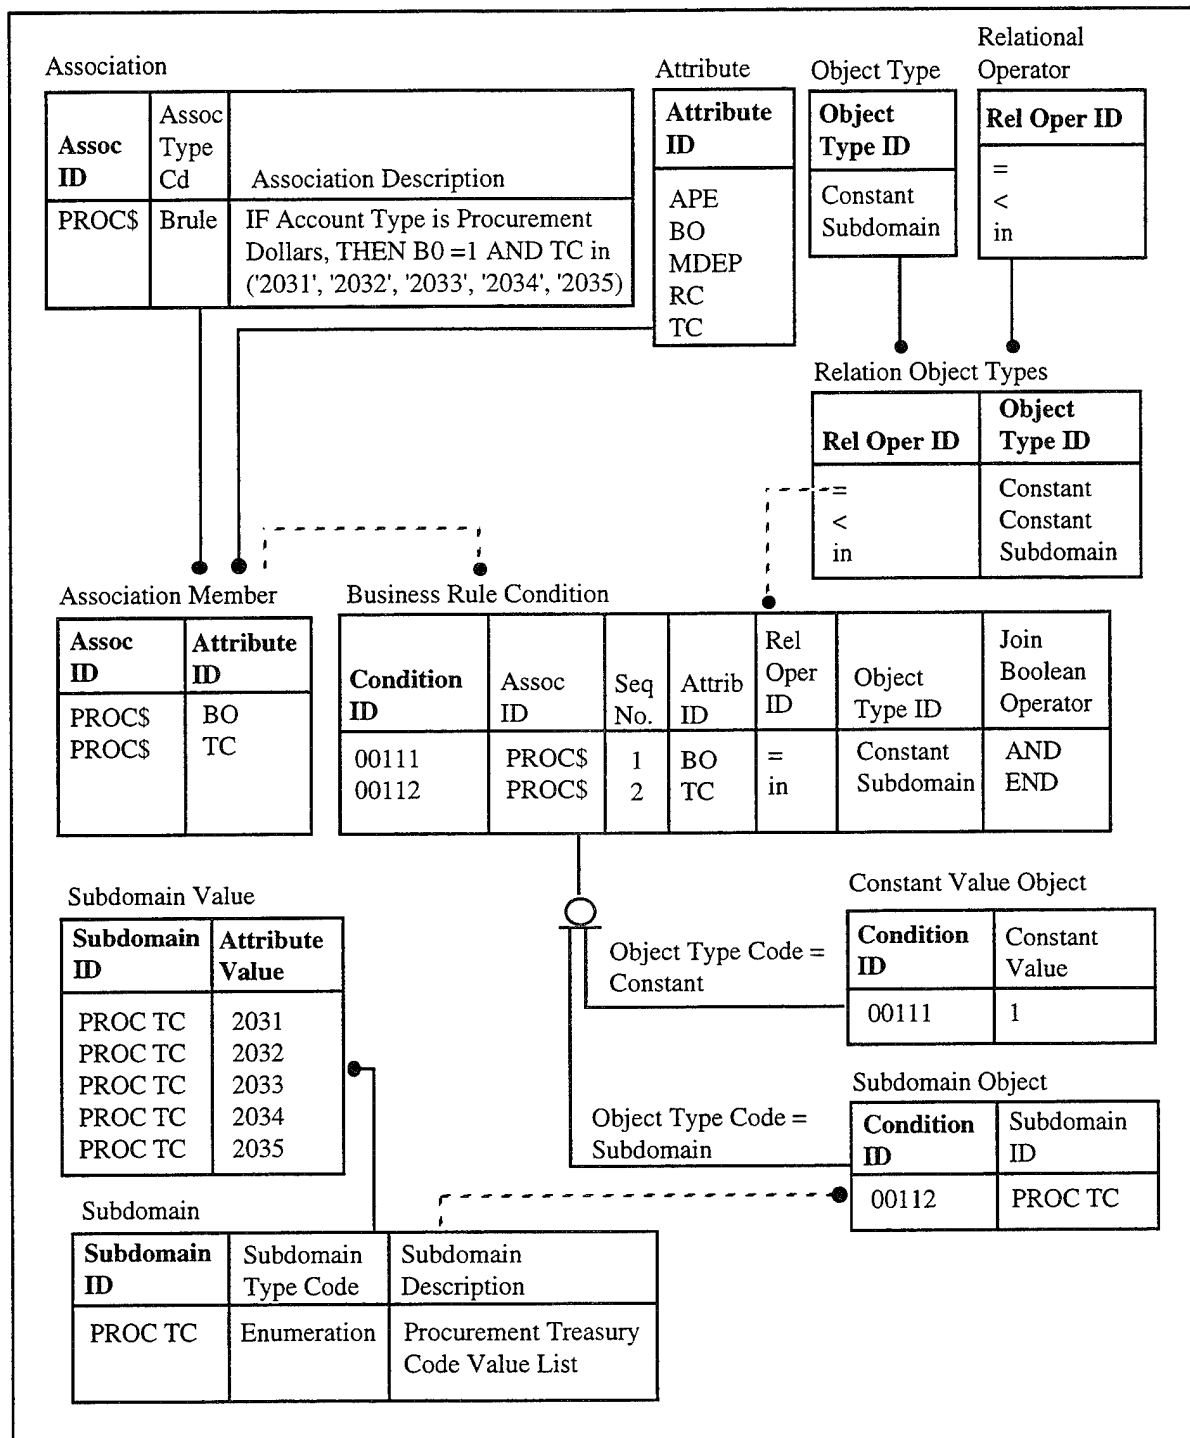 Association
Assoc ID
Assoc Type Cd
Association Description
PROC$ Brule IF Account Type is Procurement
Dollars, THEN B0 =1 AND TC in
('2031', '2032', '2033', '2034', '2035)
Attribute
Attribute
ID
APE
BO
MDEP
RC
TC
Object Type
Object
Type ID
Constant
Subdomain
Relational
Operator
Rel Oper ID
=
<
in
Relation Object Types
Rel Oper ID
Object
Type ID
= Constant
< Constant
in Subdomain
Association Member
Assoc
ID
Attribute
ID
PROC$ BO
PROC$ TC
Business Rule Condition
Condition
ID
Assoc
ID
Seq
No.
Attrib
ID
Rel
Oper
ID
Object
Type ID
Join
Boolean
Operator
00111 PROC$ 1 BO = Constant AND
00112 PROC$ 2 TC in Subdomain END
Subdomain Value
Subdomain
ID
Attribute
Value
PROC TC 2031
PROC TC 2032
PROC TC 2033
PROC TC 2034
PROC TC 2035
Object Type Code =
Constant
Constant Value Object
Condition
ID
Constant
Value
00111 1
Object Type Code =
Subdomain
Subdomain Object
Condition
ID
Subdomain
ID
00112 PROC TC
Subdomain
Subdomain
ID
Subdomain
Type Code
Subdomain
Description
PROC TC Enumeration Procurement Treasury
Code Value List